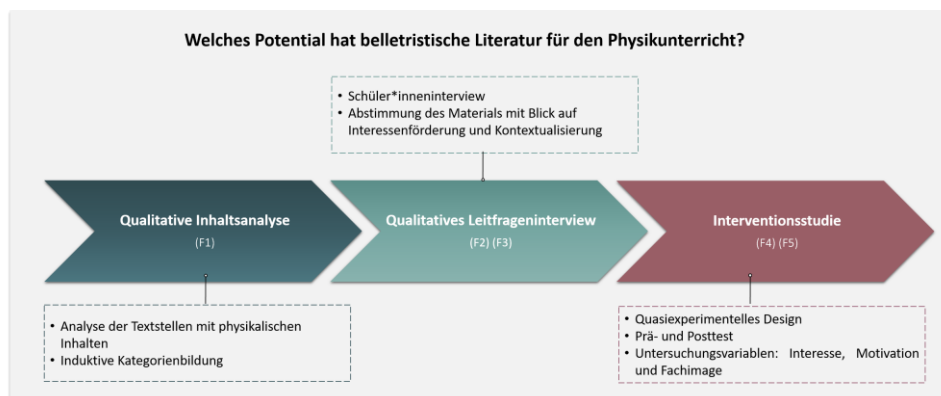 Welches Potential hat belletristische Literatur für den Physikunterricht?
• Schüler*inneninterview
• Abstimmung des Materials mit Blick auf
Interessenförderung und Kontextualisierung
Qualitative Inhaltsanalyse
(F1)
Qualitatives Leitfrageninterview
(F2) (F3)
Interventionsstudie
(F4) (F5)
• Analyse der Textstellen mit physikalischen
Inhalten
• Induktive Kategorienbildung
• Quasiexperimentelles Design
• Prä- und Posttest
• Untersuchungsvariablen: Interesse, Motivation
und Fachimage